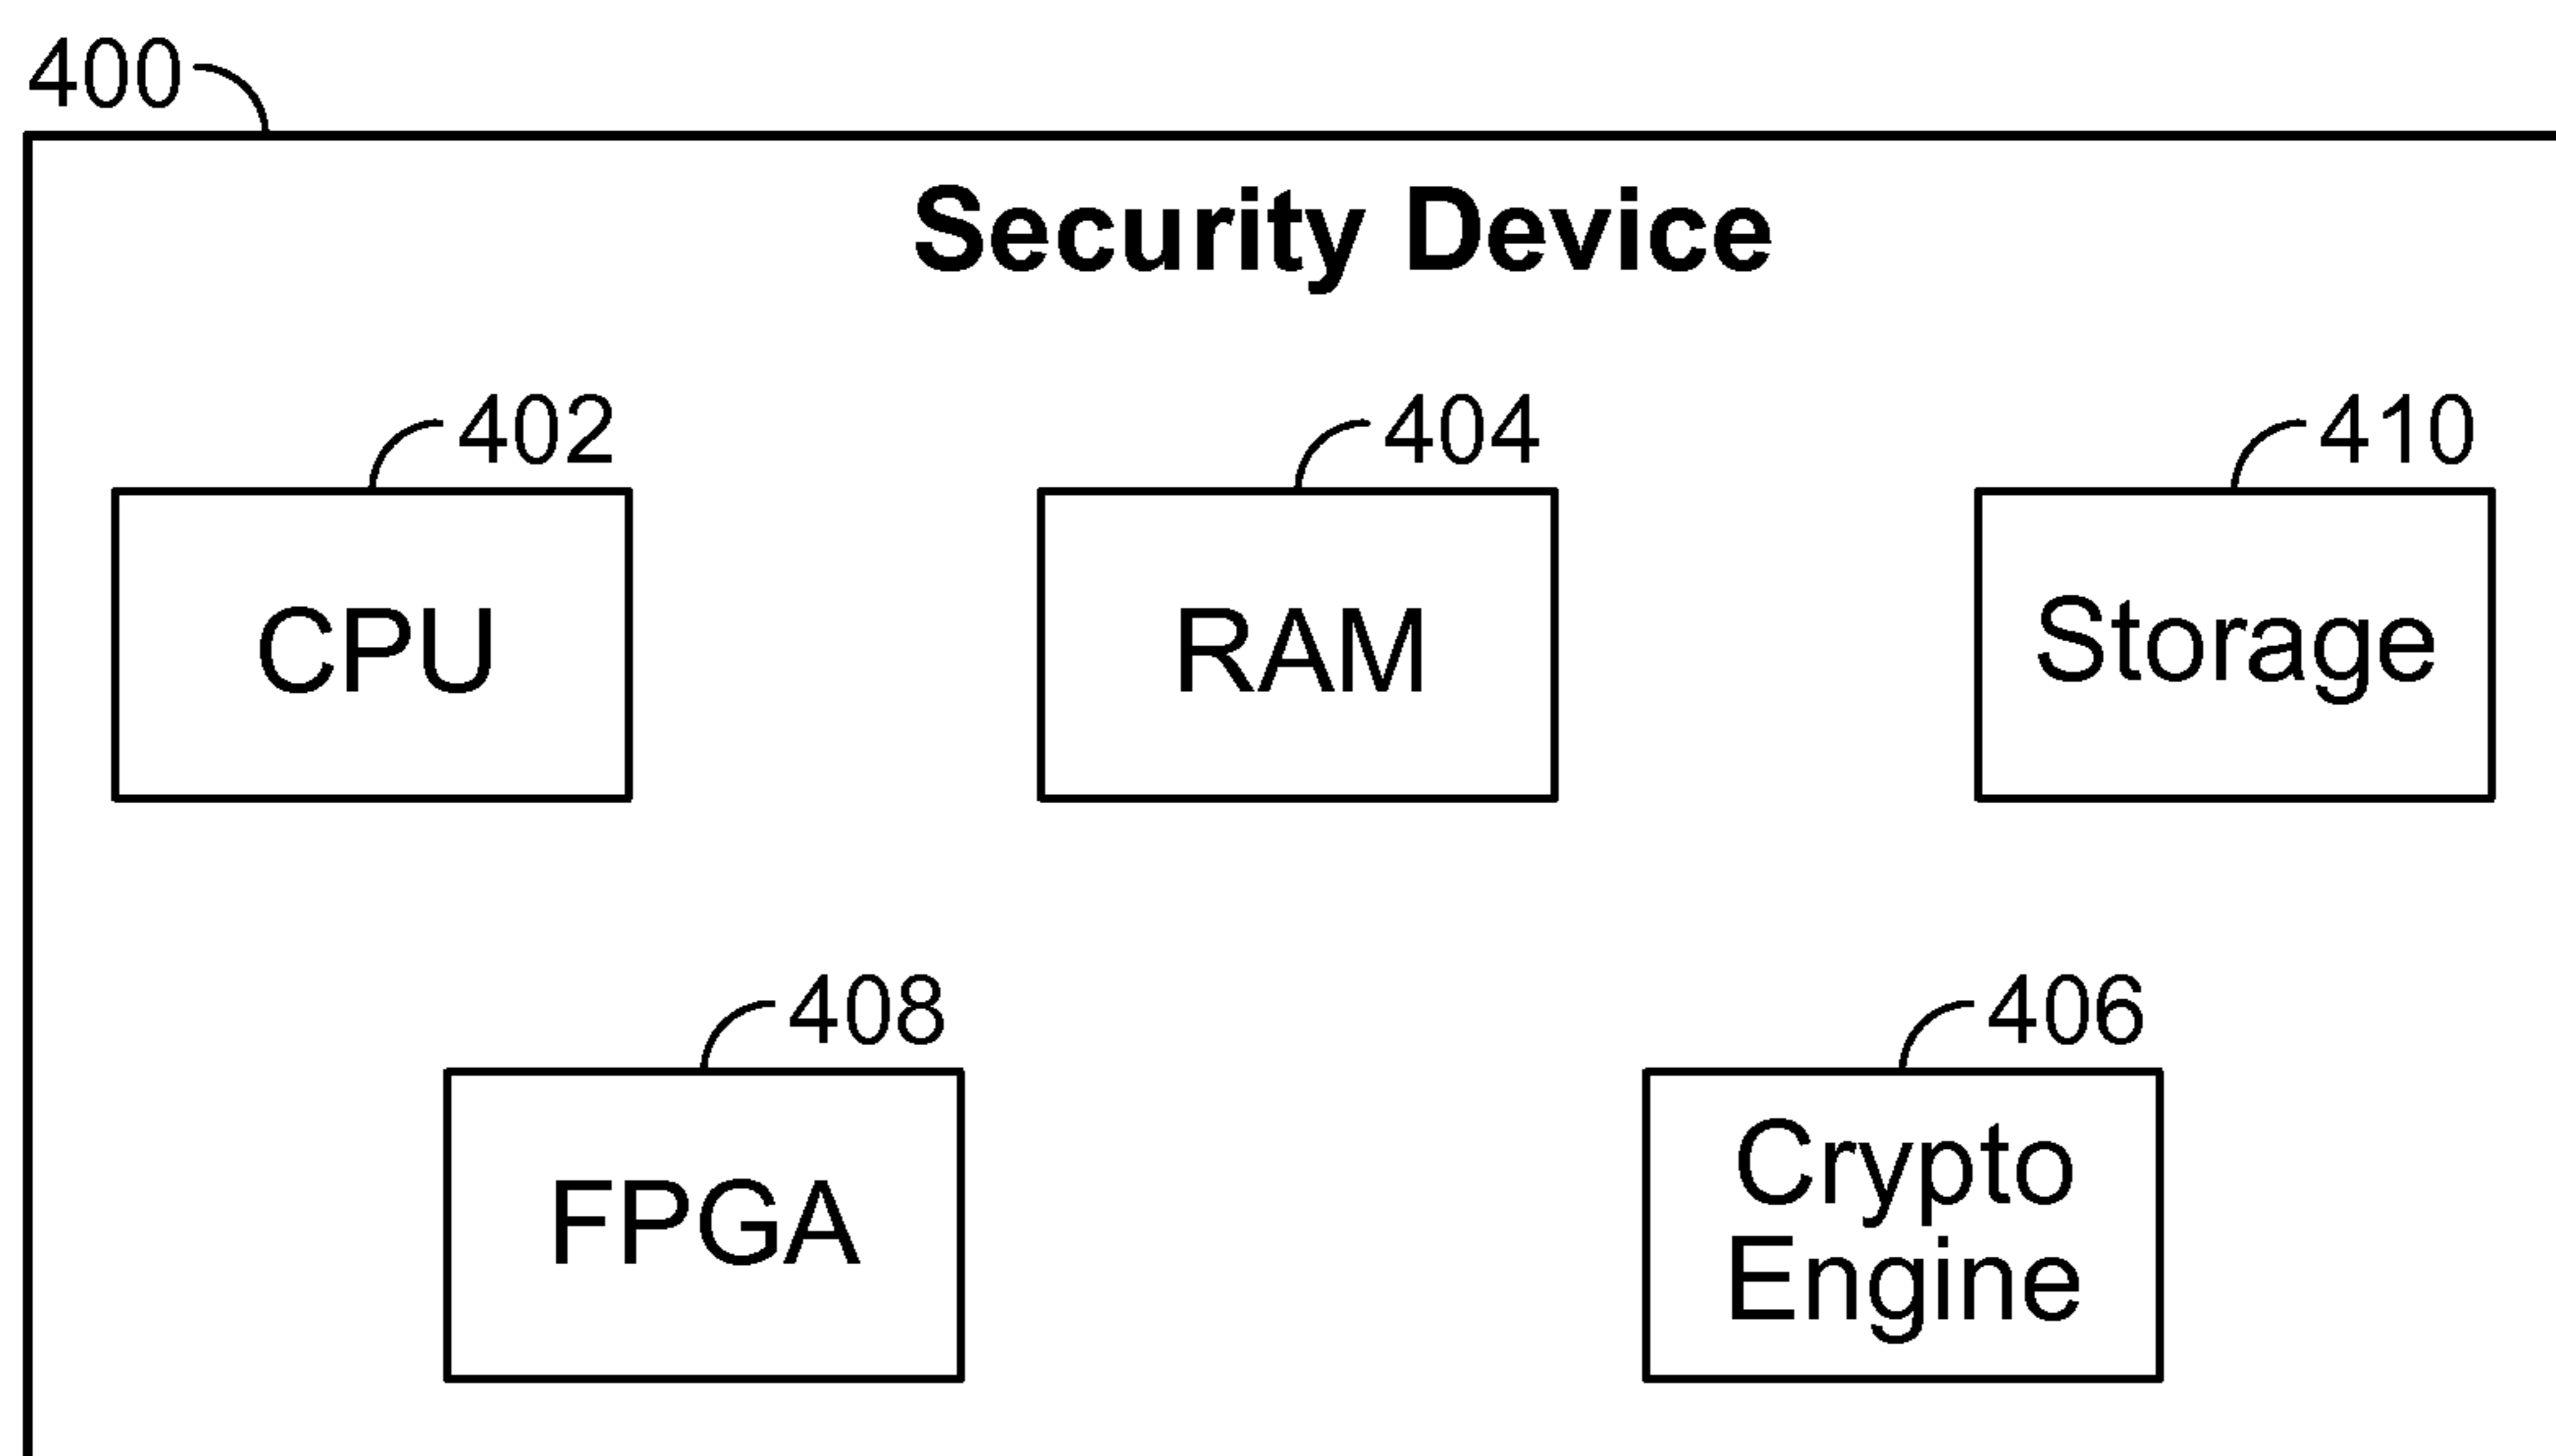 400
Security Device
402
404
410
CPU
RAM
Storage
408
406
FPGA
Crypto
Engine